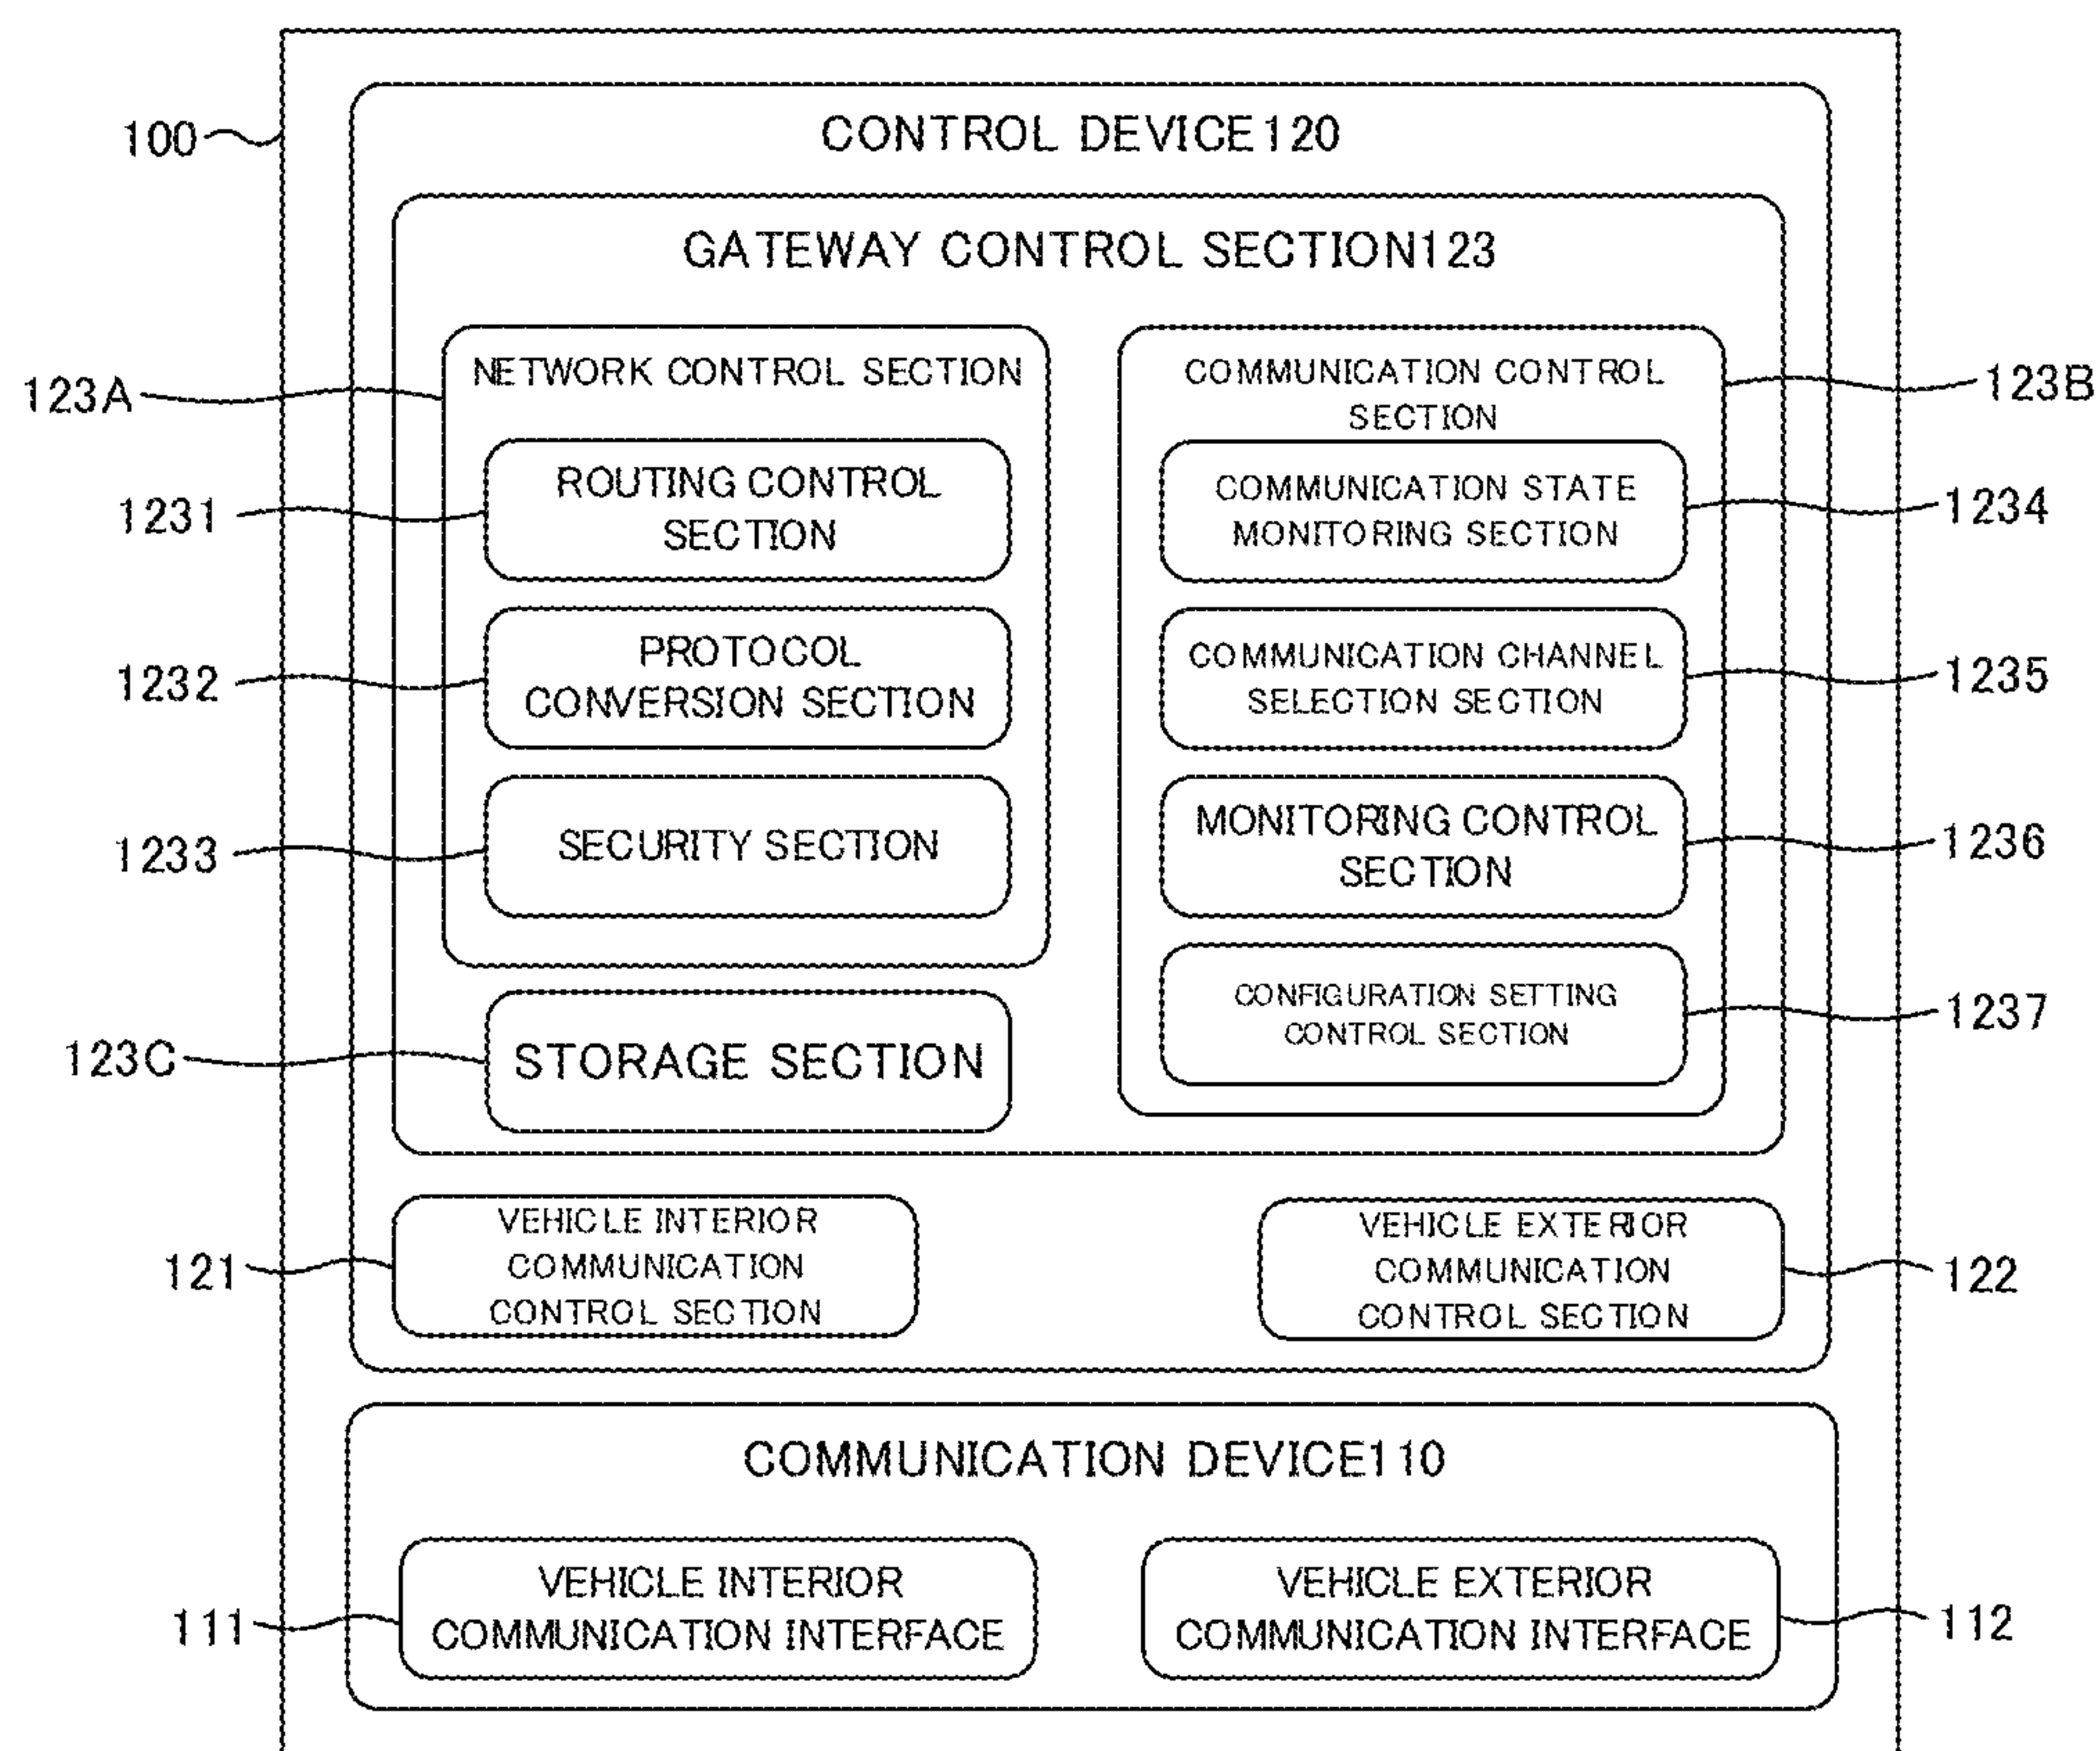 100
CONTROL DEVICE120
GATEWAY CONTROL SECTION123
123A
NETWORK CONTROL SECTION
1231
ROUTING CONTROL
SECTION
1232
PROTOCOL
CONVERSION SECTION
1233
SECURITY SECTION
123C
STORAGE SECTION
COMMUNICATION CONTROL
SECTION
123B
COMMUNICATION STATE
MONITORING SECTION
1234
COMMUNICATION CHANNEL
SELECTION SECTION
1235
MONITORING CONTROL
SECTION
1236
CONFIGURATION SETTING
CONTROL SECTION
1237
121
VEHICLE INTERIOR
COMMUNICATION
CONTROL SECTION
VEHICLE EXTERIOR
COMMUNICATION
CONTROL SECTION
122
COMMUNICATION DEVICE110
111
VEHICLE INTERIOR
COMMUNICATION INTERFACE
VEHICLE EXTERIOR
COMMUNICATION INTERFACE
112